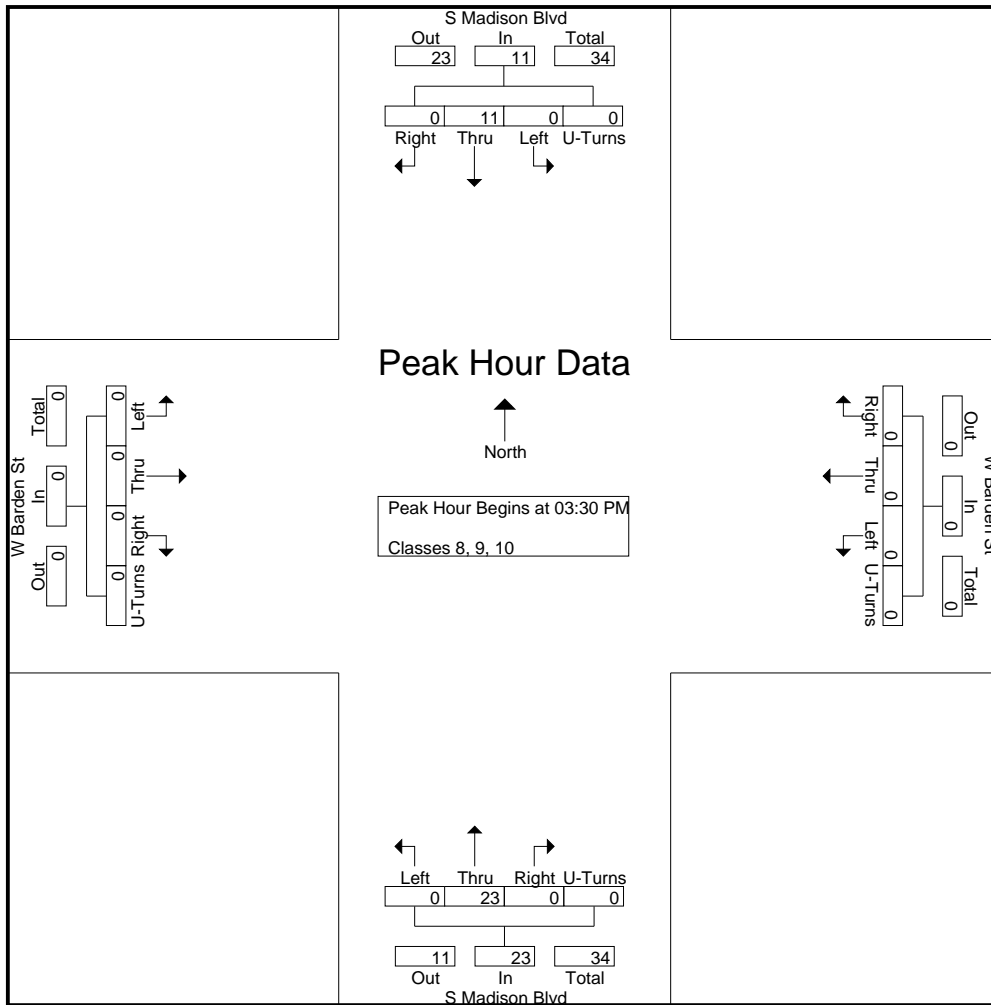 S Madison Blvd
Out In Total
23 11 34
0 11 0 0
Right Thru Left U-Turns
Peak Hour Data
North
Peak Hour Begins at 03:30 PM
Classes 8, 9, 10
W Barden St
Total In Out
0 0 0
0 0 0 0
Left Thru Right U-Turns
Right Thru Left U-Turns
0 0 0 0
Out In Total
0 0 0
W Barden St
Left Thru Right U-Turns
0 23 0 0
11 23 34
Out In Total
S Madison Blvd